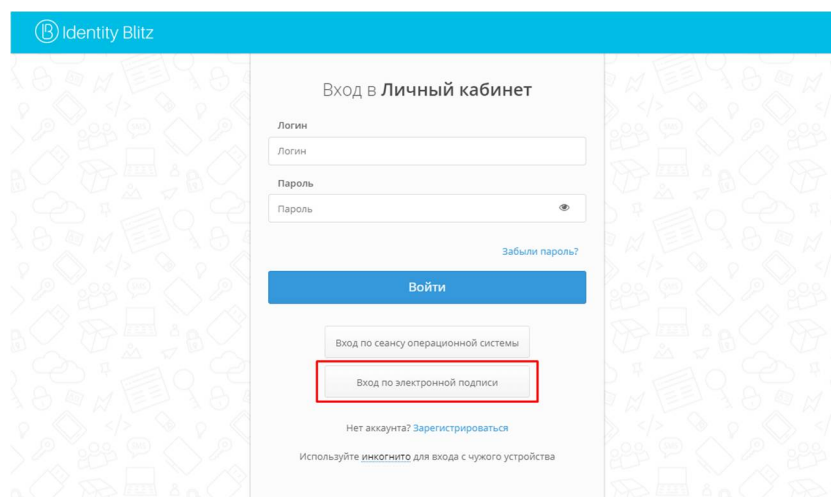 Identity Blitz
Вход в Личный кабинет
Логин
Логин
Пароль
Пароль
Забыли пароль?
Войти
Вход по сеансу операционной системы
Вход по электронной подписи
Нет аккаунта? Зарегистрироваться
Используйте инкогнито для входа с чужого устройства